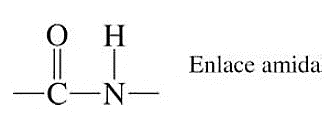 O H
—C—N— Enlace amida